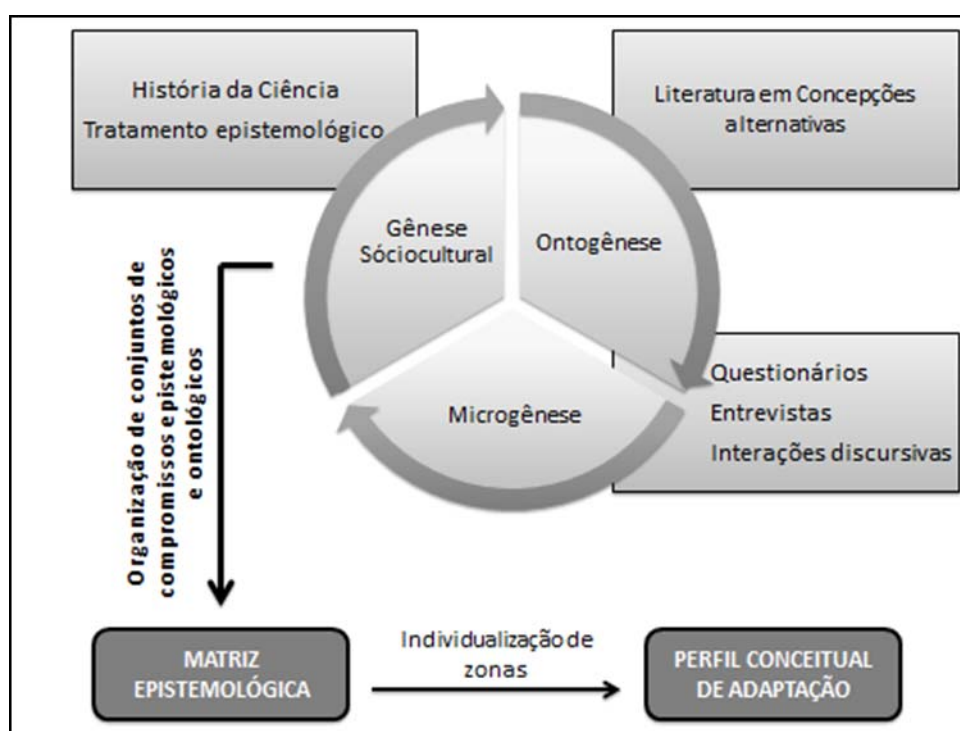 História da Ciência
Tratamento epistemológico
Literatura em Concepções
alternativas
Gênese
Sóciocultural
Ontogênese
Microgênese
Questionários
Entrevistas
Interações discursivas
Organização de conjuntos de
compromissos epistemológicos
e ontológicos
MATRIZ
EPISTEMOLÓGICA
Individualização de
zonas
PERFIL CONCEITUAL
DE ADAPTAÇÃO